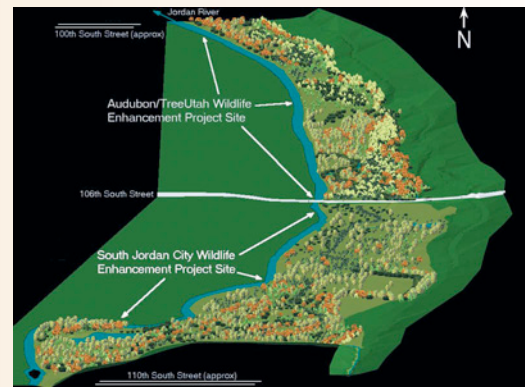 Jordan River
100th South Street (approx)
N
Audubon/TreeUtah Wildlife
Enhancement Project Site
106th South Street
South Jordan City Wildlife
Enhancement Project Site
110th South Street (approx)